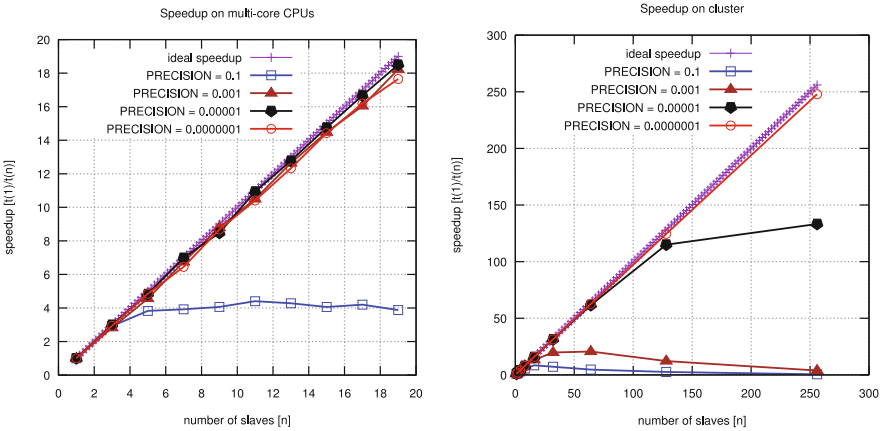 Speedup on multi-core CPUs
speedup [t(1)/t(n)]
20
18
16
14
12
10
8
6
4
2
0
ideal speedup
PRECISION = 0.1
PRECISION = 0.001
PRECISION = 0.00001
PRECISION = 0.0000001
0 2 4 6 8 10 12 14 16 18 20
number of slaves [n]
Speedup on cluster
speedup [t(1)/t(n)]
300
250
200
150
100
50
0
ideal speedup
PRECISION = 0.1
PRECISION = 0.001
PRECISION = 0.00001
PRECISION = 0.0000001
0 50 100 150 200 250 300
number of slaves [n]